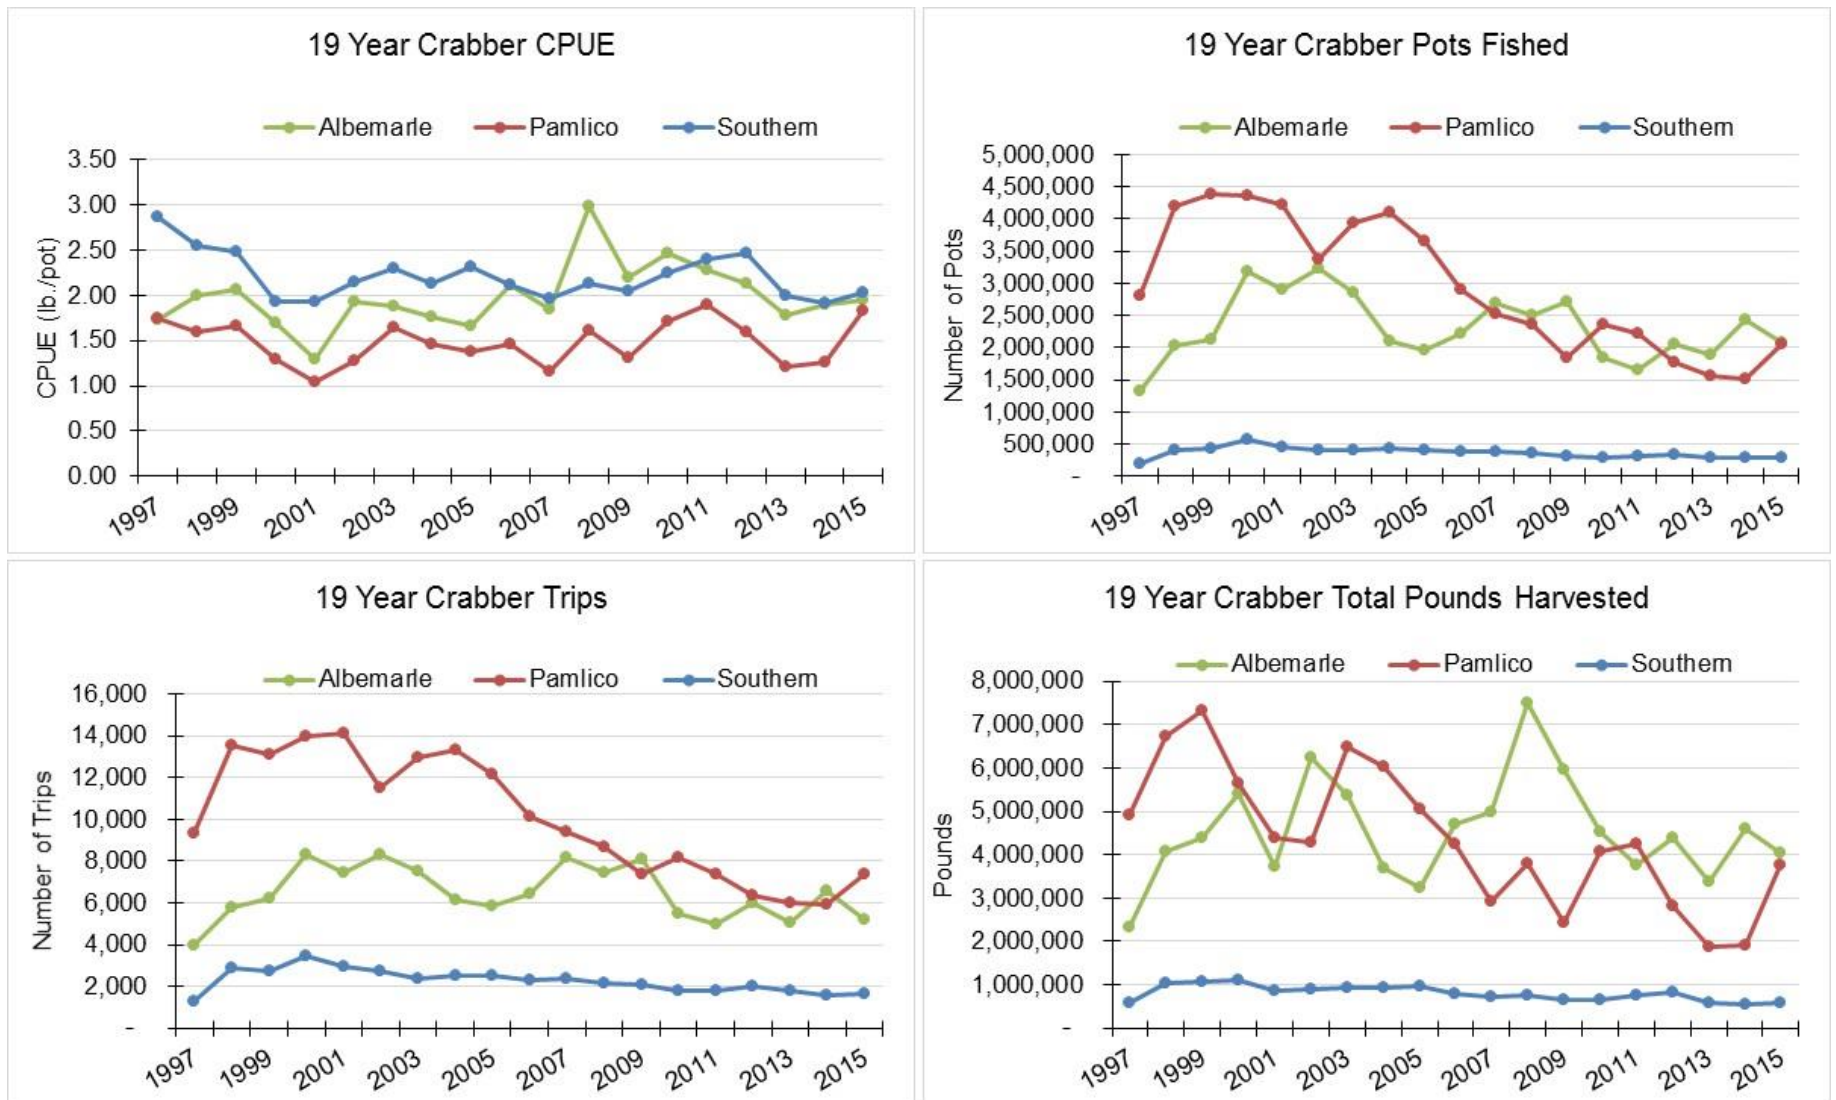 19 Year Crabber CPUE
Albemarle Pamlico Southern
3.50
3.00
2.50
2.00
1.50
1.00
0.50
0.00
CPUE (lb./pot)
1997 1999 2001 2003 2005 2007 2009 2011 2013 2015
19 Year Crabber Pots Fished
Albemarle Pamlico Southern
5,000,000
4,500,000
4,000,000
3,500,000
3,000,000
2,500,000
2,000,000
1,500,000
1,000,000
500,000
-
Number of Pots
1997 1999 2001 2003 2005 2007 2009 2011 2013 2015
19 Year Crabber Trips
Albemarle Pamlico Southern
16,000
14,000
12,000
10,000
8,000
6,000
4,000
2,000
-
Number of Trips
1997 1999 2001 2003 2005 2007 2009 2011 2013 2015
19 Year Crabber Total Pounds Harvested
Albemarle Pamlico Southern
8,000,000
7,000,000
6,000,000
5,000,000
4,000,000
3,000,000
2,000,000
1,000,000
-
Pounds
1997 1999 2001 2003 2005 2007 2009 2011 2013 2015